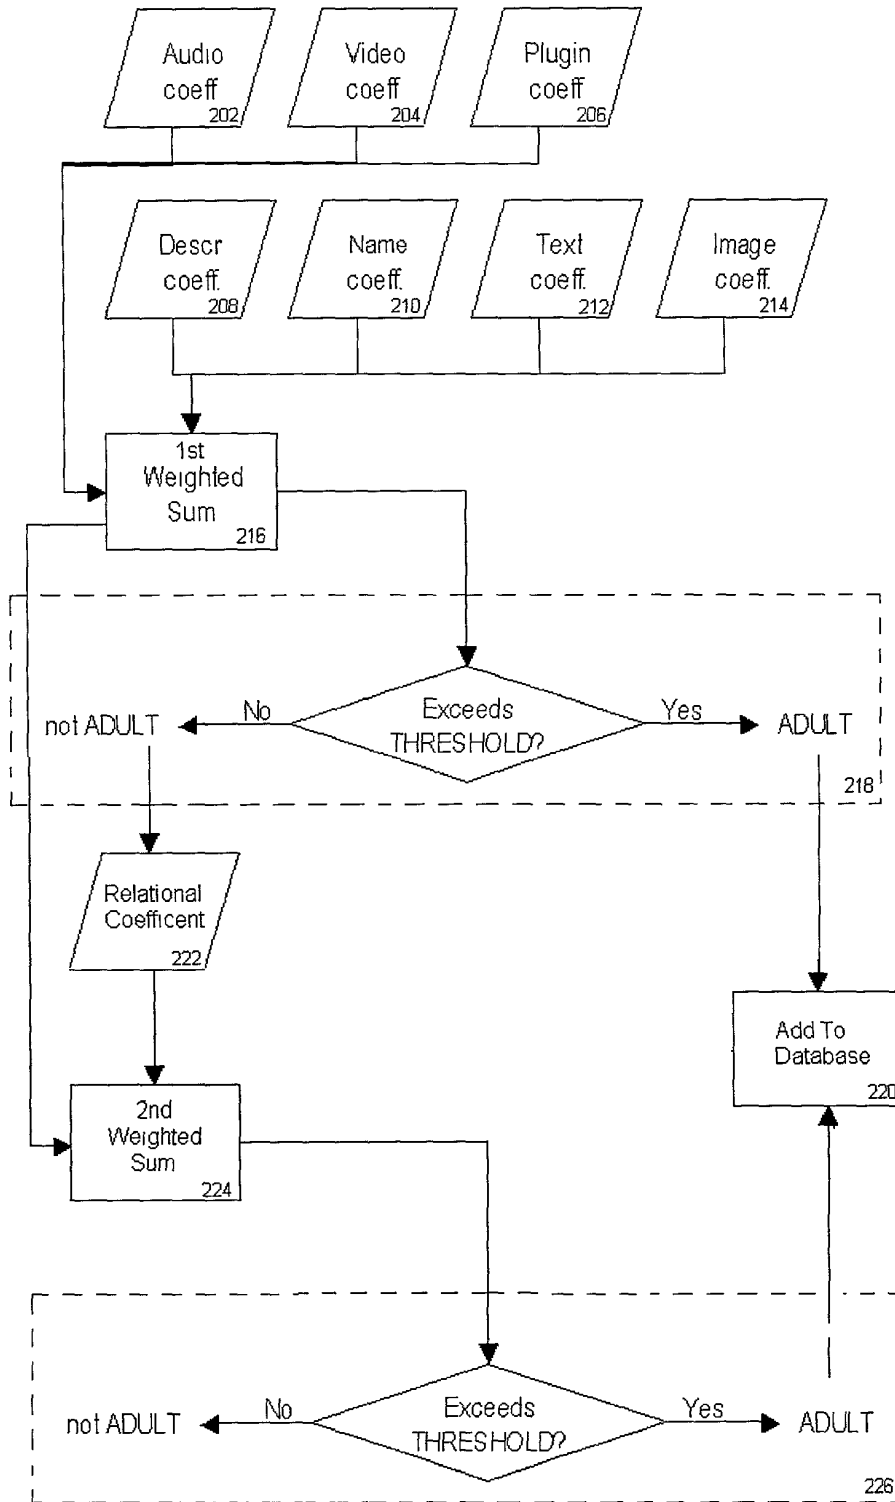 Audio
coeff
202
Video
coeff
204
Plugin
coeff
206
Descr
coeff.
208
Name
coeff.
210
Text
coeff.
212
Image
coeff.
214
1st
Weighted
Sum
216
Exceeds
THRESHOLD?
No
not ADULT
Yes
ADULT
218
Relational
Coefficent
222
Add To
Database
220
2nd
Weighted
Sum
224
Exceeds
THRESHOLD?
No
not ADULT
Yes
ADULT
226